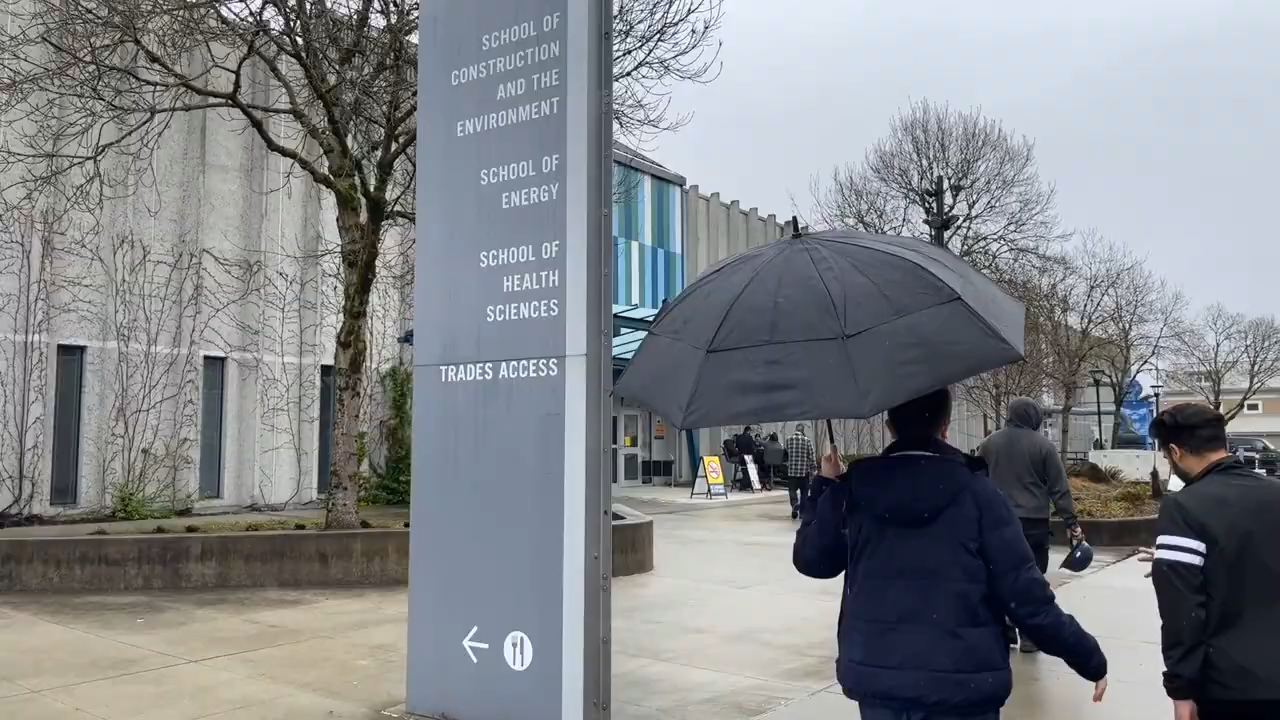 SCHOOL OF
CONSTRUCTION
AND THE
ENVIRONMENT
SCHOOL OF
ENERGY
SCHOOL OF
HEALTH
SCIENCES
TRADES ACCESS